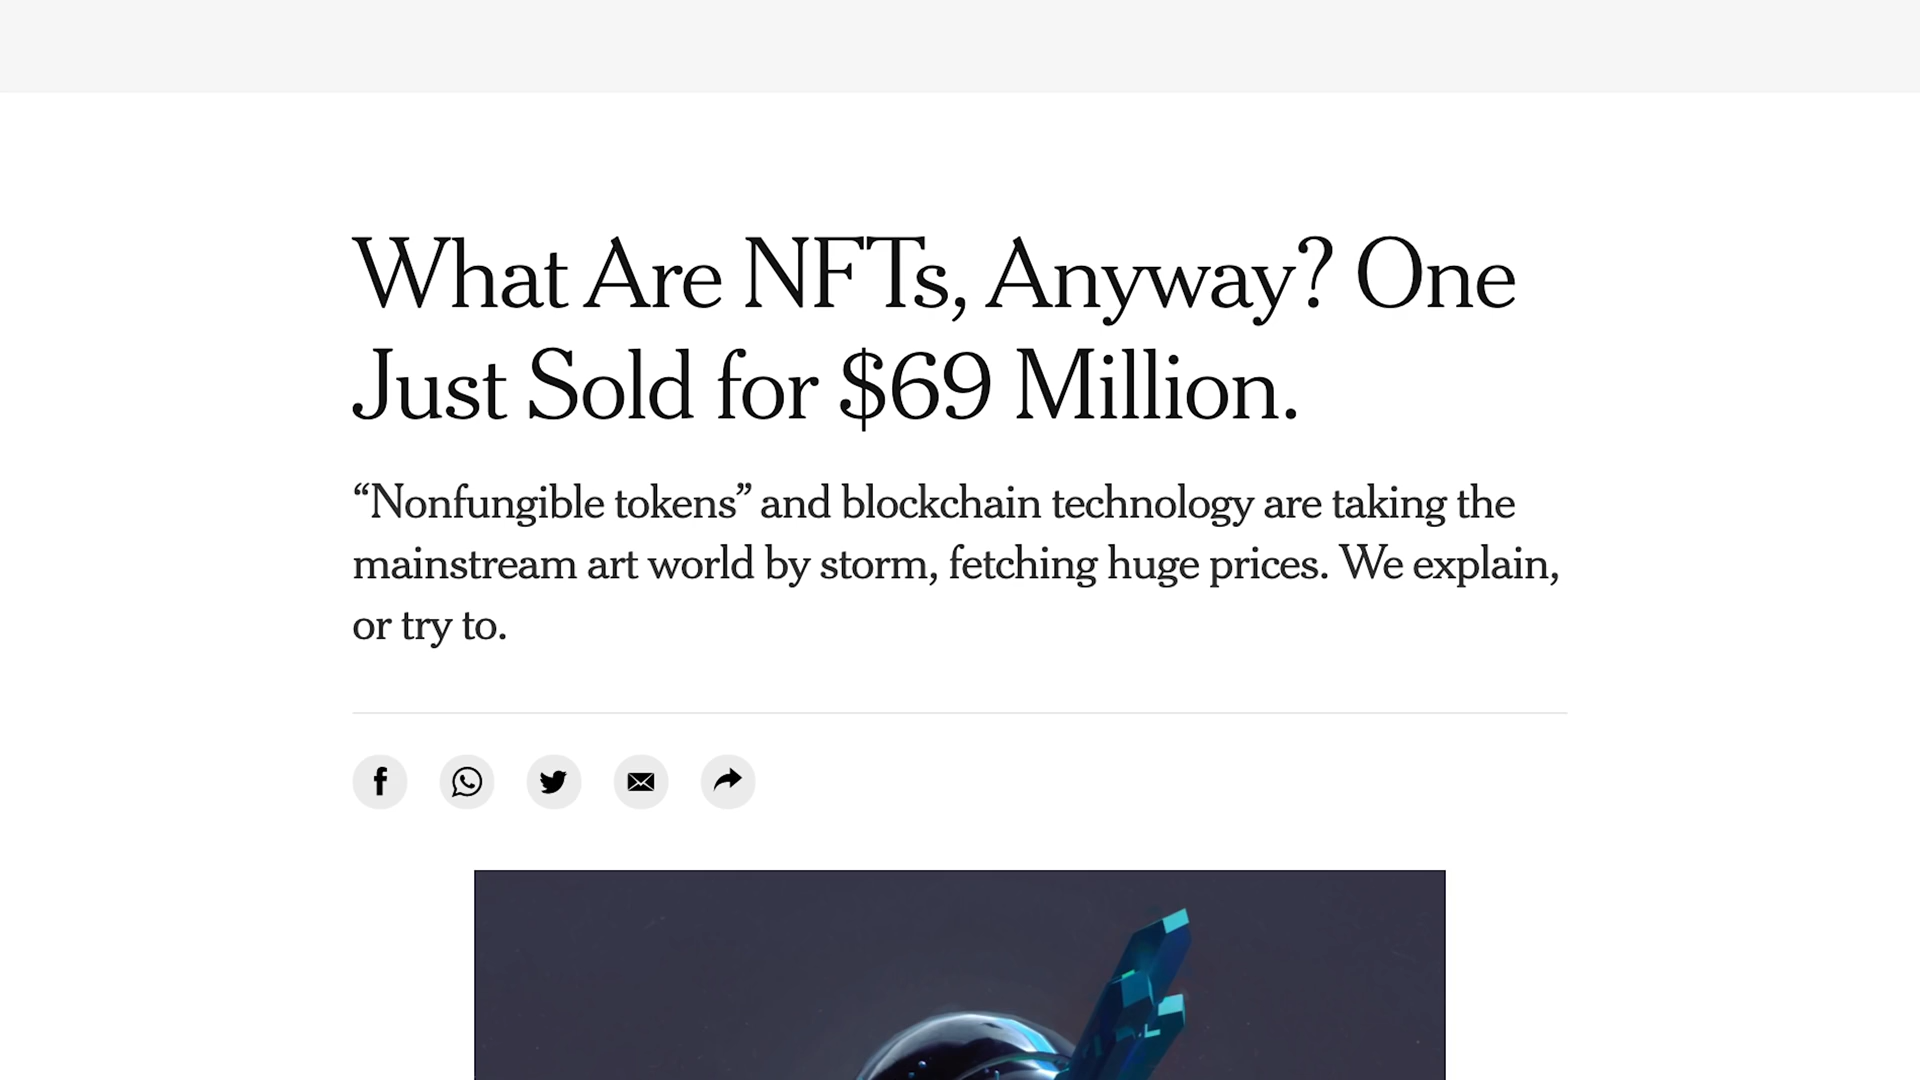 What Are NFTs, Anyway? One
Just Sold for $69 Million.
“Nonfungible tokens” and blockchain technology are taking the
mainstream art world by storm, fetching huge prices. We explain,
or try to.